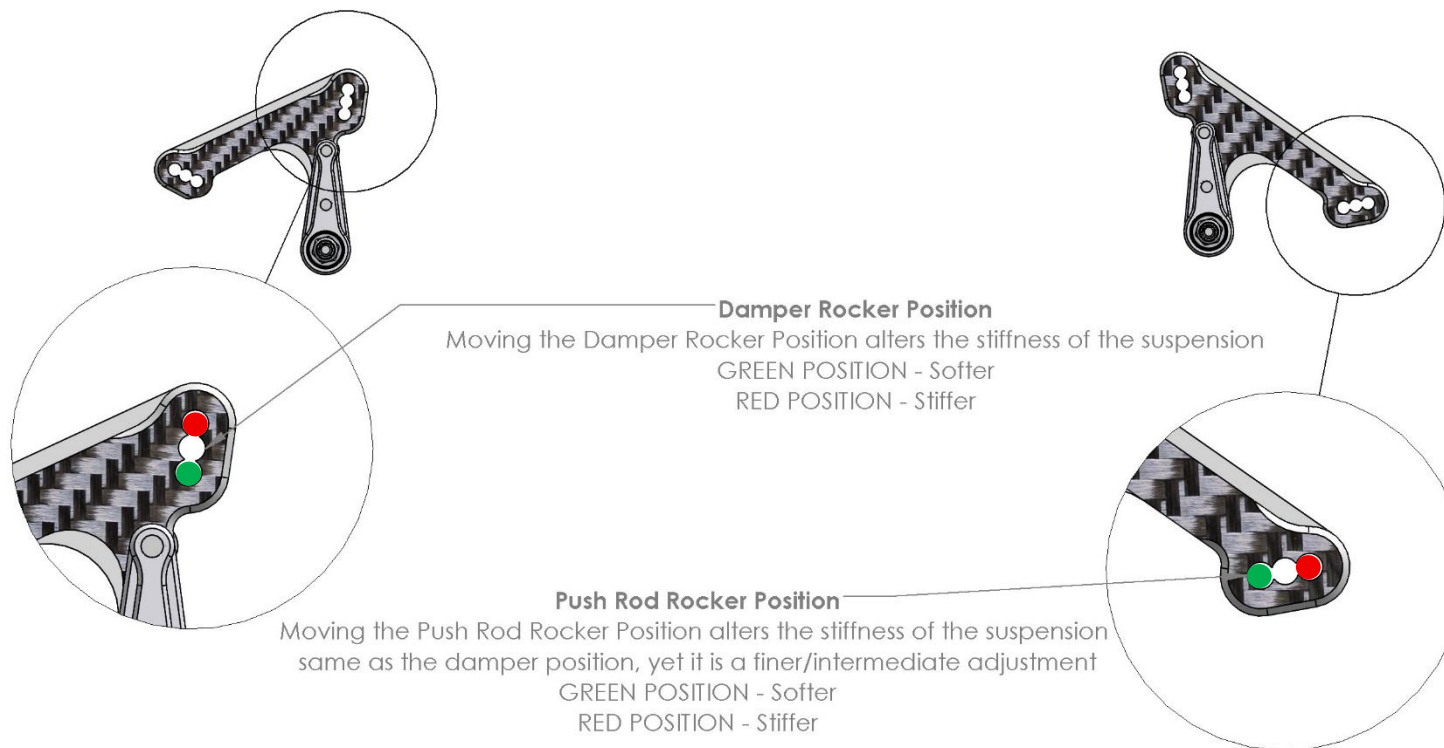 Damper Rocker Position
Moving the Damper Rocker Position alters the stiffness of the suspension
GREEN POSITION - Softer
RED POSITION - Stiffer
Push Rod Rocker Position
Moving the Push Rod Rocker Position alters the stiffness of the suspension
same as the damper position, yet it is a finer/intermediate adjustment
GREEN POSITION - Softer
RED POSITION - Stiffer